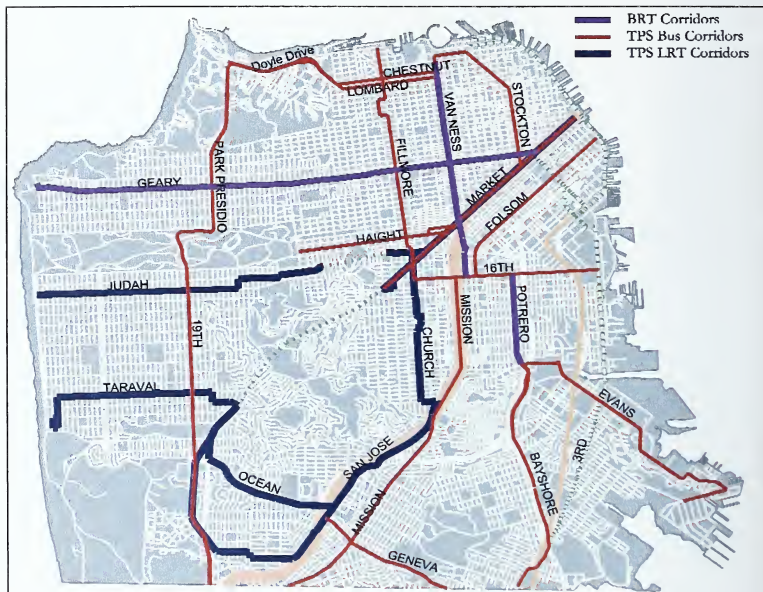 BRT Corridors
TPS Bus Corridors
TPS LRT Corridors
Doyle Drive
CHESTNUT
LOMBARD
VAN NESS
STOCKTON
PARK PRESIDIO
FILLMORE
GEARY
MARKET
FOLSOM
HAIGHT
16TH
JUDAH
MISSION
POTRERO
19TH
CHURCH
TARAVAL
EVANS
SAN JOSE
3RD
OCEAN
BAYSHORE
MISSION
GENEVA